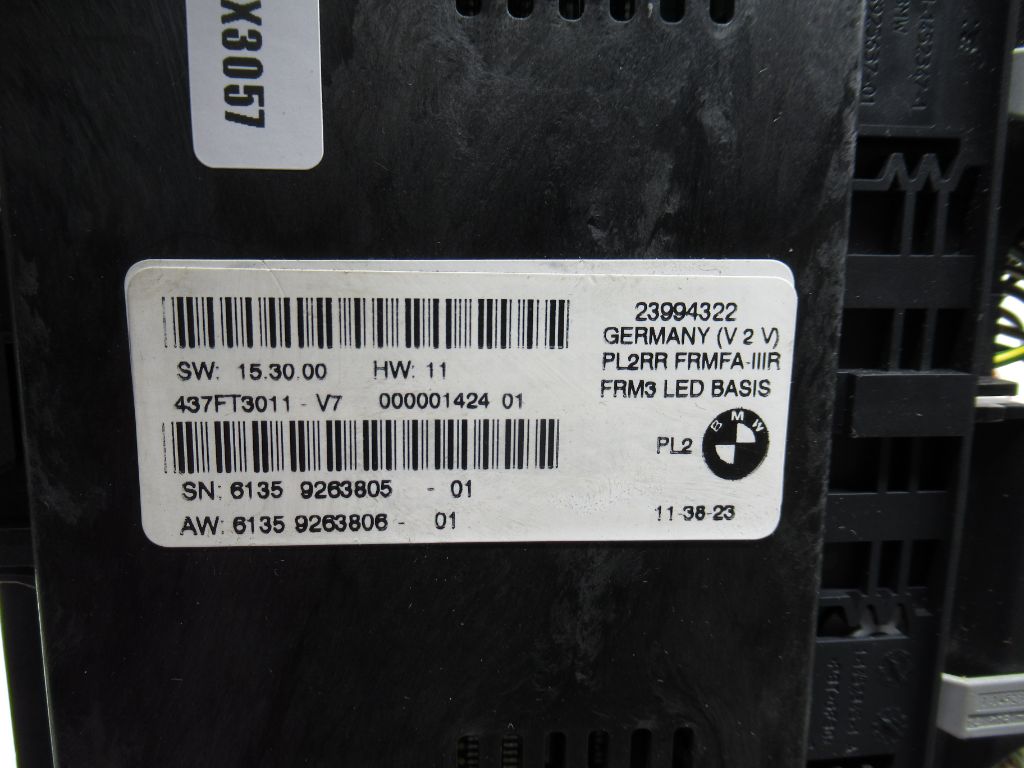 X3057
23994322
GERMANY (V 2 V)
PL2RR FRMFA-IIIR
FRM3 LED BASIS
SW: 15.30.00 HW: 11
437FT3011 - V7 000001424 01
PL2
BMW
SN: 6135 9263805 - 01
AW: 6135 9263806 - 01
11-38-23